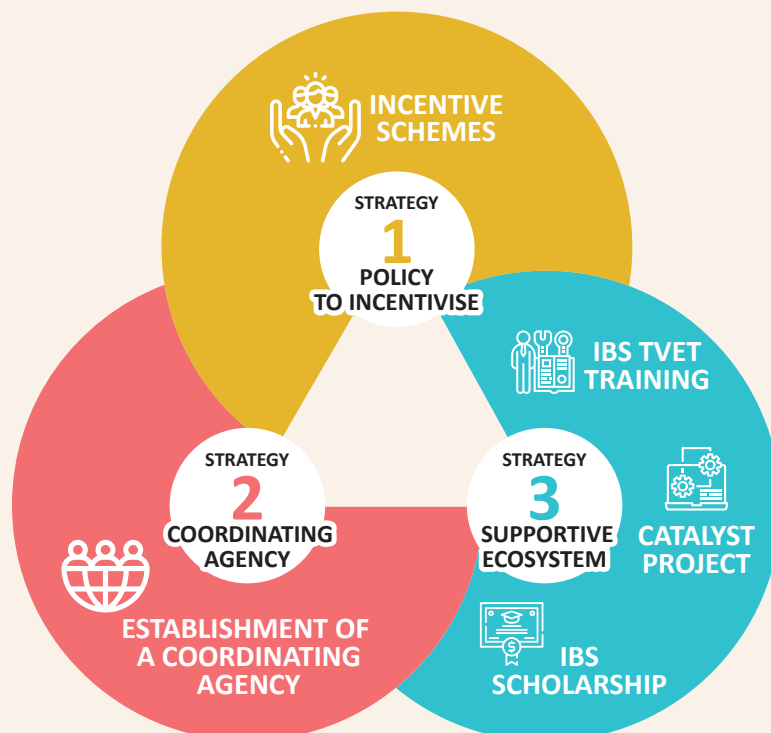 INCENTIVE
SCHEMES
STRATEGY
1
POLICY
TO INCENTIVISE
IBS TVET
TRAINING
STRATEGY
2
COORDINATING
AGENCY
STRATEGY
3
SUPPORTIVE
ECOSYSTEM
CATALYST
PROJECT
ESTABLISHMENT OF
A COORDINATING
AGENCY
IBS
SCHOLARSHIP